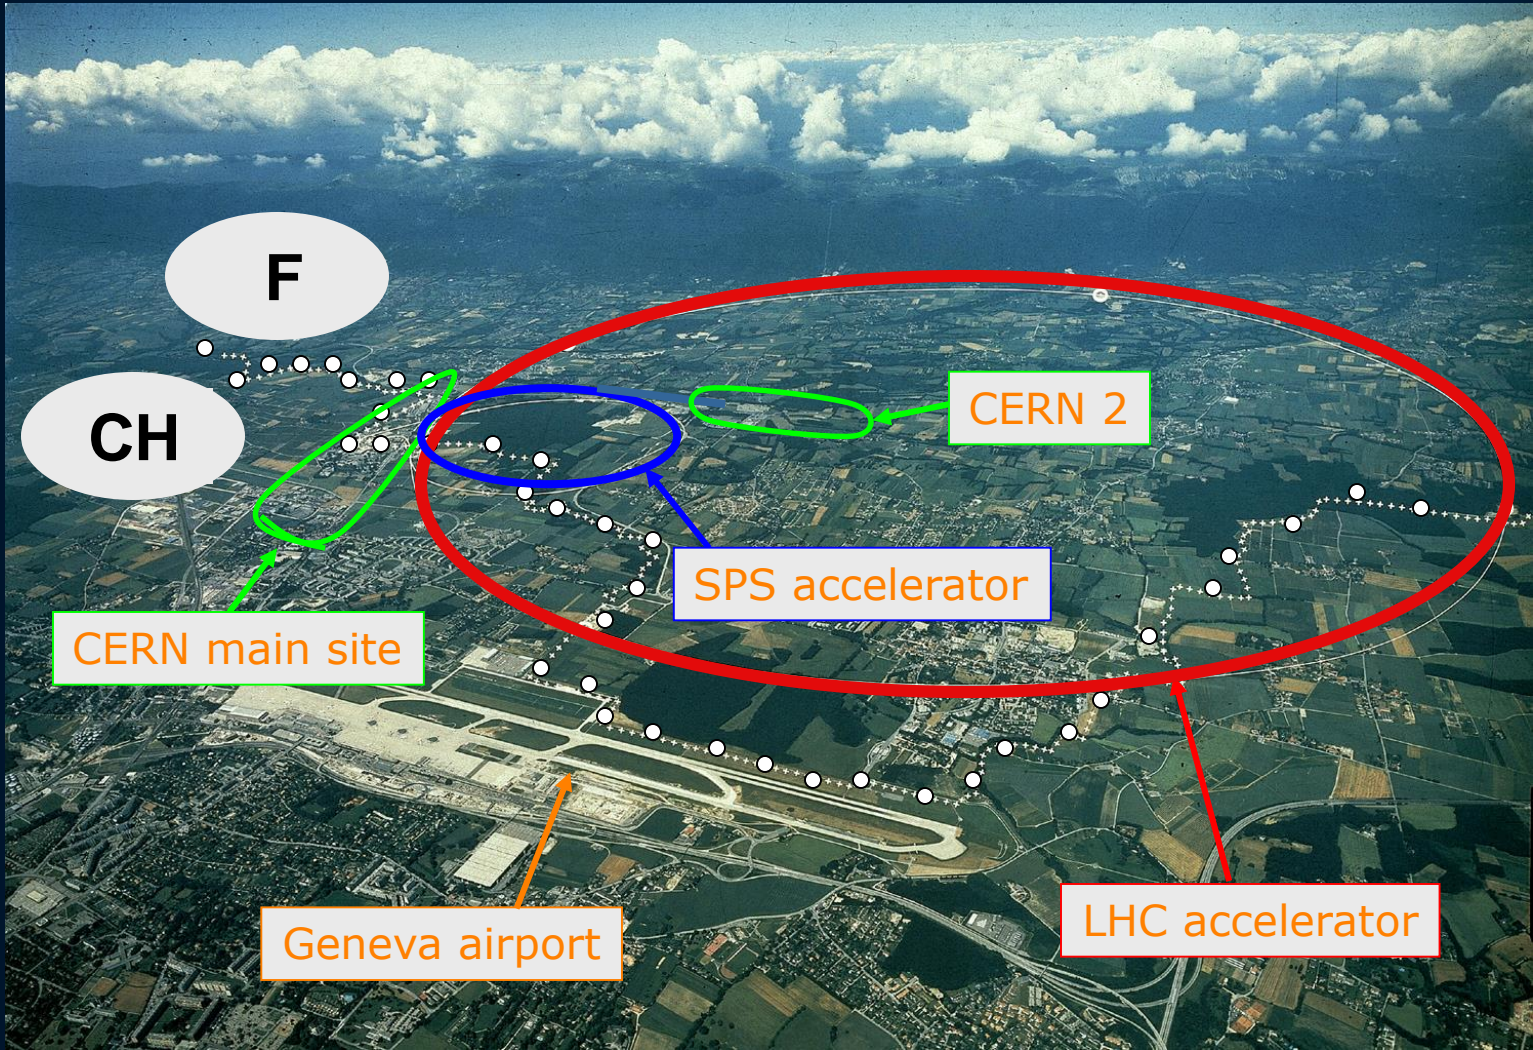 F
CH
CERN 2
SPS accelerator
CERN main site
Geneva airport
LHC accelerator